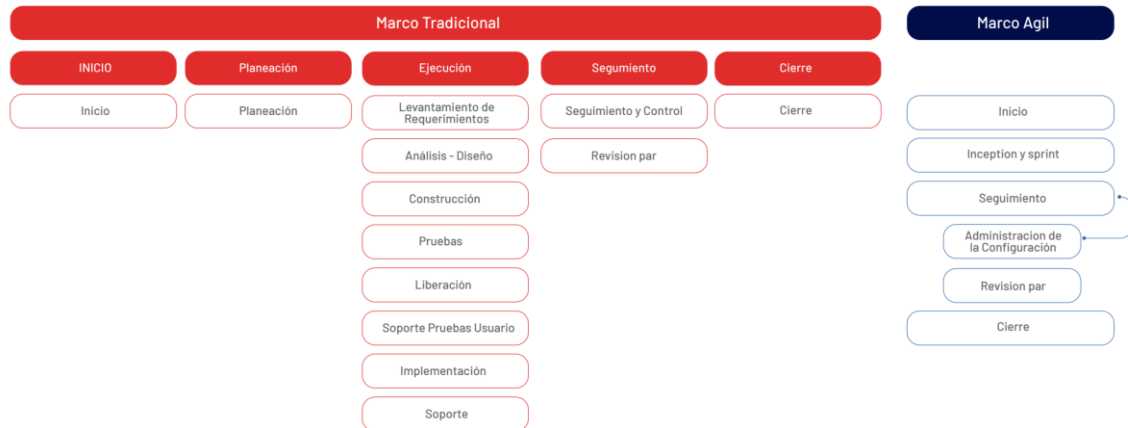 Marco Tradicional
Marco Agil
INICIO
Planeación
Ejecución
Segumiento
Cierre
Inicio
Planeación
Levantamiento de
Requerimientos
Seguimiento y Control
Cierre
Análisis - Diseño
Revision par
Construcción
Pruebas
Liberación
Soporte Pruebas Usuario
Implementación
Soporte
Inicio
Inception y sprint
Seguimiento
Administracion de
la Configuración
Revision par
Cierre